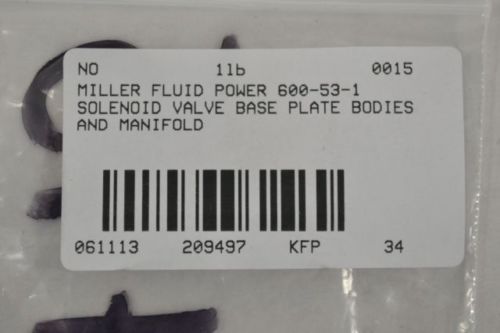 NO 1lb 0015
MILLER FLUID POWER 600-53-1
SOLENOID VALVE BASE PLATE BODIES
AND MANIFOLD
061113 209497 KFP 34